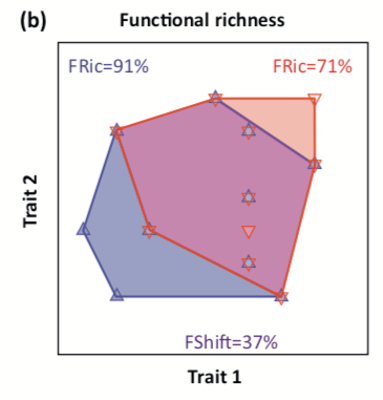 (b) Functional richness
FRic=91% FRic=71%
Trait 2
FShift=37%
Trait 1